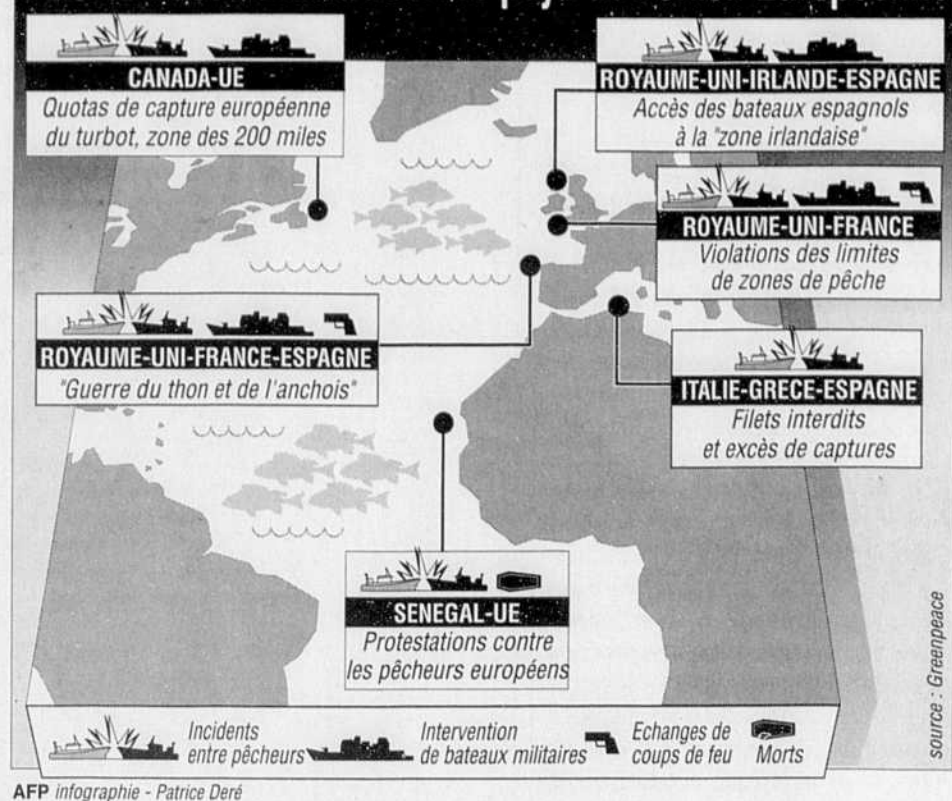 CANADA-UE
Quotas de capture européenne
du turbot, zone des 200 miles
ROYAUME-UNI-IRLANDE-ESPAGNE
Accès des bateaux espagnols
à la "zone irlandaise"
ROYAUME-UNI-FRANCE
Violations des limites
de zones de pêche
ROYAUME-UNI-FRANCE-ESPAGNE
"Guerre du thon et de l'anchois"
ITALIE-GRECE-ESPAGNE
Filets interdits
et excès de captures
SENEGAL-UE
Protestations contre
les pêcheurs européens
source : Greenpeace
Incidents
entre pêcheurs
Intervention
de bateaux militaires
Echanges de
coups de feu
Morts
AFP infographie - Patrice Deré